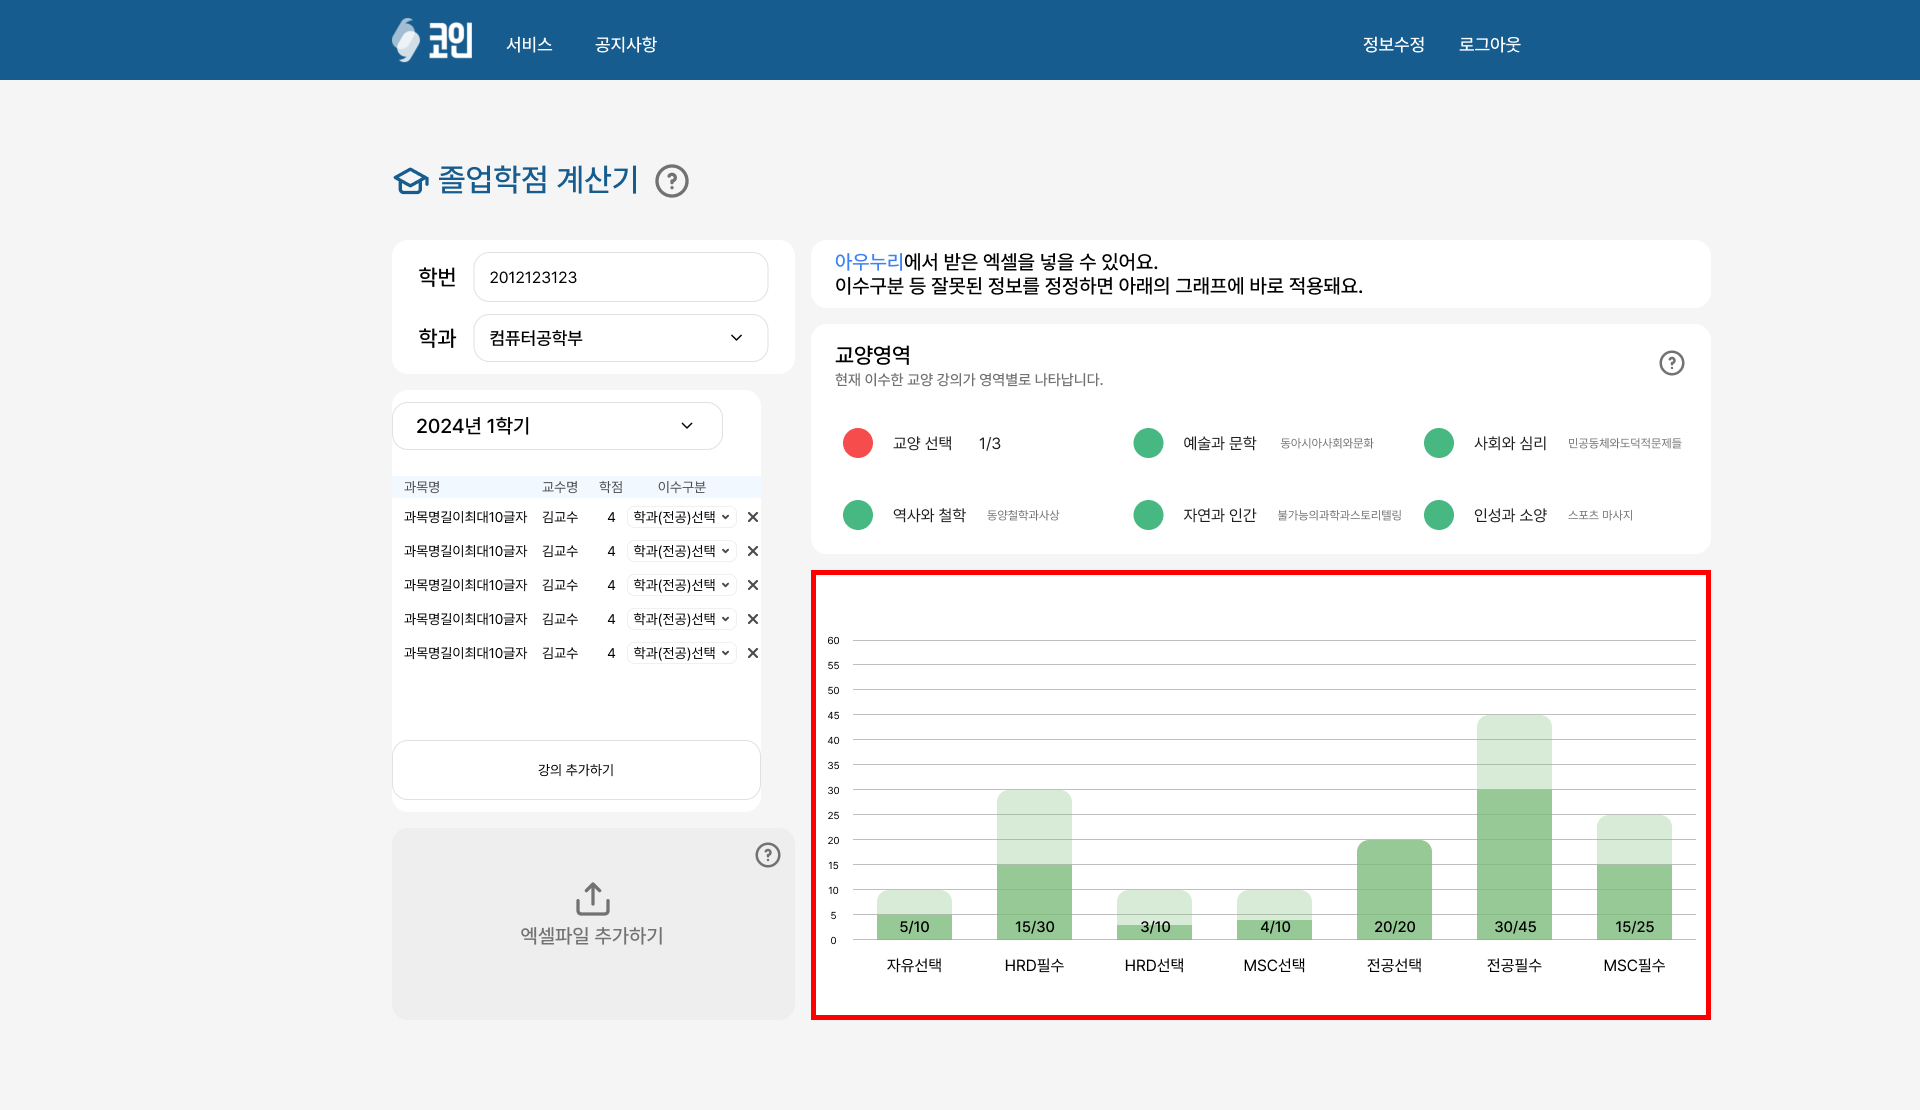 코인
서비스
공지사항
정보수정
로그아웃
졸업학점 계산기
?
학번
2012123123
학과
컴퓨터공학부
2024년 1학기
과목명 교수명 학점 이수구분
과목명길이최대10글자 김교수 4 학과(전공)선택
과목명길이최대10글자 김교수 4 학과(전공)선택
과목명길이최대10글자 김교수 4 학과(전공)선택
과목명길이최대10글자 김교수 4 학과(전공)선택
과목명길이최대10글자 김교수 4 학과(전공)선택
강의 추가하기
?
엑셀파일 추가하기
아우누리에서 받은 엑셀을 넣을 수 있어요.
이수구분 등 잘못된 정보를 정정하면 아래의 그래프에 바로 적용돼요.
교양영역
?
현재 이수한 교양 강의가 영역별로 나타납니다.
교양 선택 1/3
예술과 문학 동아시아사회와문화
사회와 심리 민공동체와도덕적문제들
역사와 철학 동양철학과사상
자연과 인간 불가능의과학과스토리텔링
인성과 소양 스포츠 마사지
60
55
50
45
40
35
30
25
20
15
10
5
0
5/10 15/30 3/10 4/10 20/20 30/45 15/25
자유선택 HRD필수 HRD선택 MSC선택 전공선택 전공필수 MSC필수